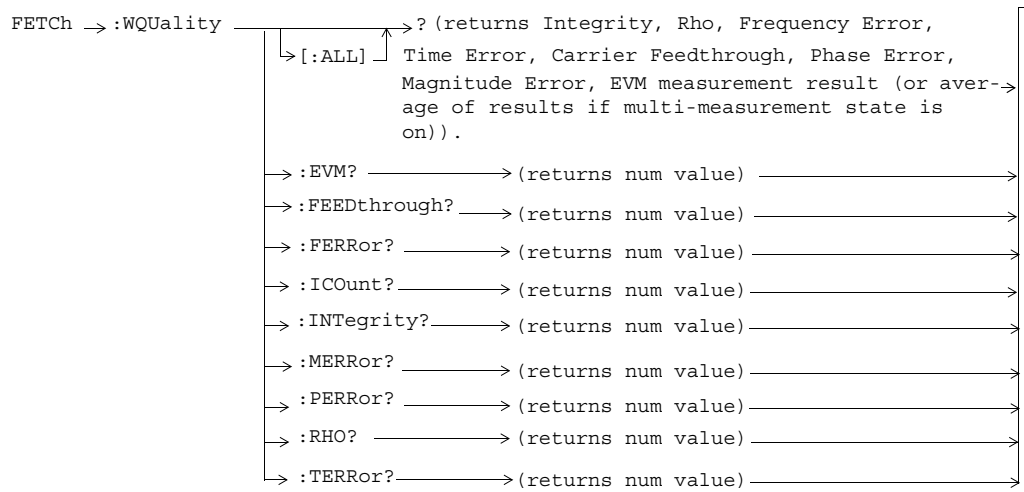 FETCh :WQUality ? (returns Integrity, Rho, Frequency Error,
[:ALL] Time Error, Carrier Feedthrough, Phase Error,
Magnitude Error, EVM measurement result (or aver-
age of results if multi-measurement state is
on)).
:EVM? (returns num value)
:FEEDthrough? (returns num value)
:FERRor? (returns num value)
:ICOunt? (returns num value)
:INTegrity? (returns num value)
:MERRor? (returns num value)
:PERRor? (returns num value)
:RHO? (returns num value)
:TERRor? (returns num value)